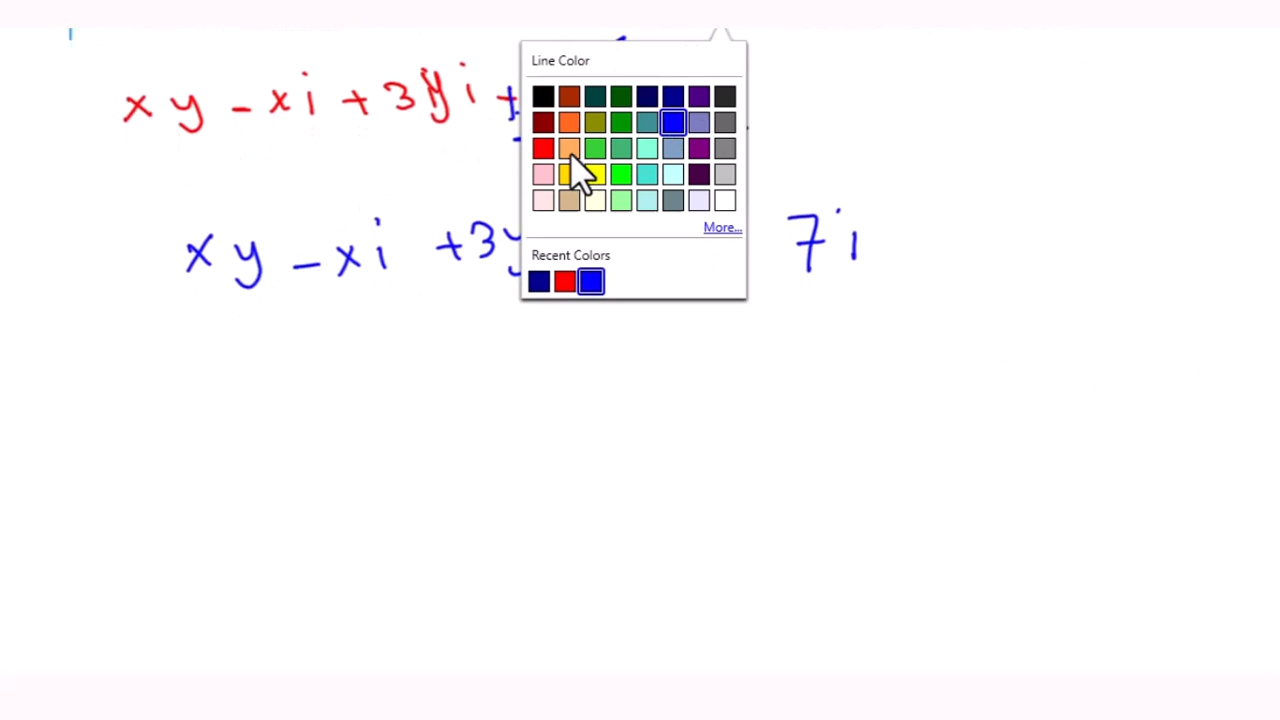 Line Color
xy - xi + 3yi +
More...
xy - xi + 3y 7i
Recent Colors